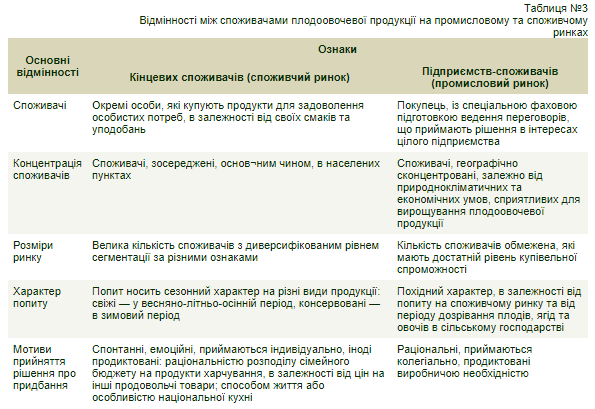 Таблиця №3
Відмінності між споживачами плодоовочевої продукції на промисловому та споживчому
ринках
Основні
відмінності
Ознаки
Кінцевих споживачів (споживчий ринок)
Підприємств-споживачів
(промисловий ринок)
Споживачі
Окремі особи, які купують продукти для задоволення
особистих потреб, в залежності від своїх смаків та
уподобань
Покупець, із спеціальною фаховою
підготовкою ведення переговорів,
що приймають рішення в інтересах
цілого підприємства
Концентрація
споживачів
Споживачі, зосереджені, основ¬ним чином, в населених
пунктах
Споживачі, географічно
сконцентровані, залежно від
природнокліматичних та
економічних умов, сприятливих для
вирощування плодоовочевої
продукції
Розміри
ринку
Велика кількість споживачів з диверсифікованим рівнем
сегментації за різними ознаками
Кількість споживачів обмежена, які
мають достатній рівень купівельної
спроможності
Характер
попиту
Попит носить сезонний характер на різні види продукції:
свіжі — у весняно-літньо-осінній період, консервовані —
в зимовий період
Похідний характер, в залежності від
попиту на споживчому ринку та від
періоду дозрівання плодів, ягід та
овочів в сільському господарстві
Мотиви
прийняття
рішення про
придбання
Спонтанні, емоційні, приймаються індивідуально, іноді
продиктовані: раціональністю розподілу сімейного
бюджету на продукти харчування, в залежності від цін на
інші продовольчі товари; способом життя або
особливістю національної кухні
Раціональні, приймаються
колегіально, продиктовані
виробничою необхідністю